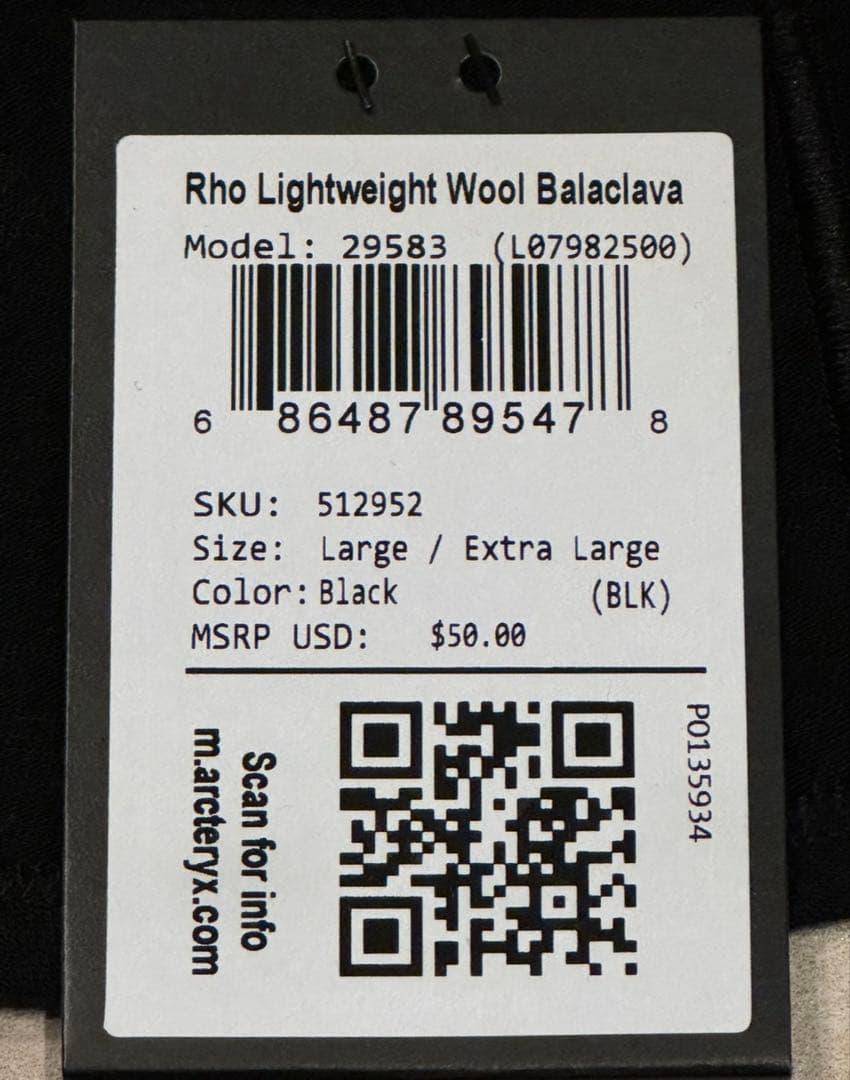 Rho Lightweight Wool Balaclava
Model: 29583 (L07982500)
6 86487 89547 8
SKU: 512952
Size: Large / Extra Large
Color: Black (BLK)
MSRP USD: $50.00
PO135934
Scan for info
m.arcteryx.com